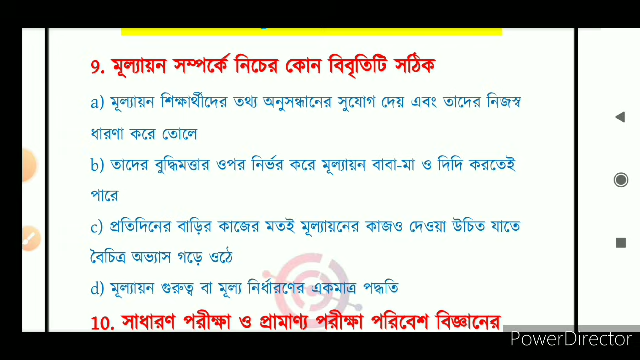 9. মূল্যায়ন সম্পর্কে নিচের কোন বিবৃতিটি সঠিক
a) মূল্যায়ন শিক্ষার্থীদের তথ্য অনুসন্ধানের সুযোগ দেয় এবং তাদের নিজস্ব
ধারণা করে তোলে
b) তাদের বুদ্ধিমত্তার ওপর নির্ভর করে মূল্যায়ন বাবা-মা ও দিদি করতেই
পারে
c) প্রতিদিনের বাড়ির কাজের মতই মূল্যায়নের কাজও দেওয়া উচিত যাতে
বৈচিত্র অভ্যাস গড়ে ওঠে
d) মূল্যায়ন গুরুত্ব বা মূল্য নির্ধারণের একমাত্র পদ্ধতি
10. সাধারণ পরীক্ষা ও প্রামাণ্য পরীক্ষা পরিবেশ বিজ্ঞানের
PowerDirector